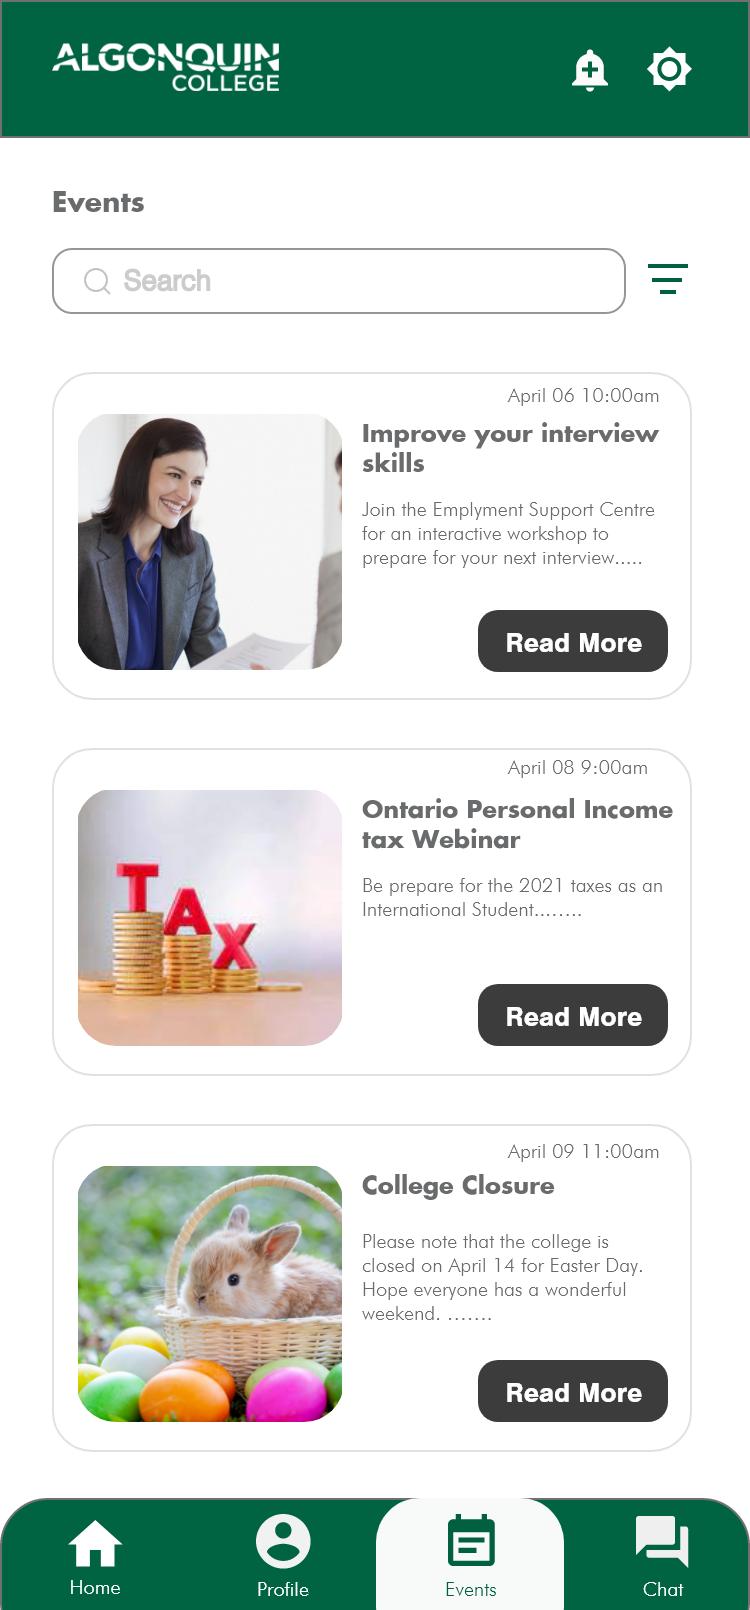 ALGONQUIN
COLLEGE
Events
Search
April 06 10:00am
Improve your interview
skills
Join the Emplyment Support Centre
for an interactive workshop to
prepare for your next interview.....
Read More
April 08 9:00am
Ontario Personal Income
tax Webinar
Be prepare for the 2021 taxes as an
International Student........
TAX
Read More
April 09 11:00am
College Closure
Please note that the college is
closed on April 14 for Easter Day.
Hope everyone has a wonderful
weekend. .......
Read More
Home
Profile
Events
Chat